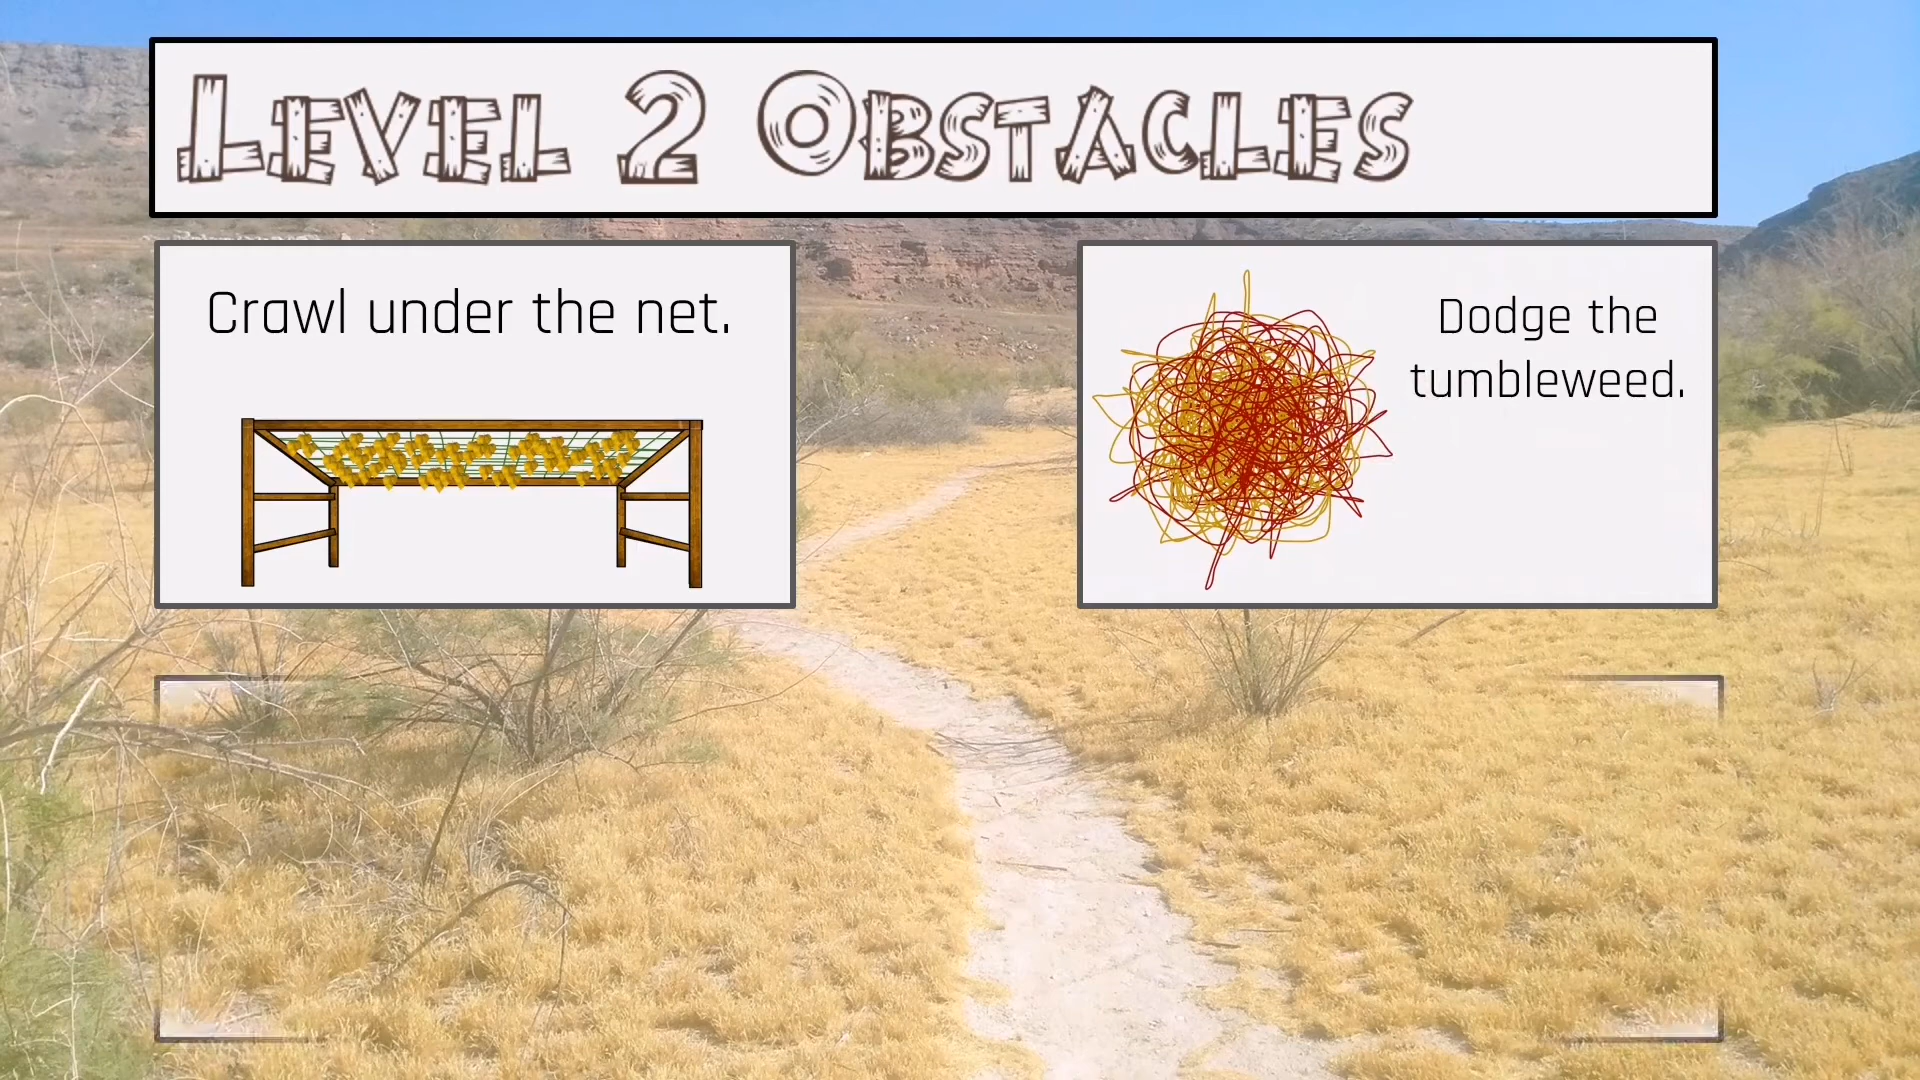 Level 2 Obstacles
Crawl under the net.
Dodge the
tumbleweed.